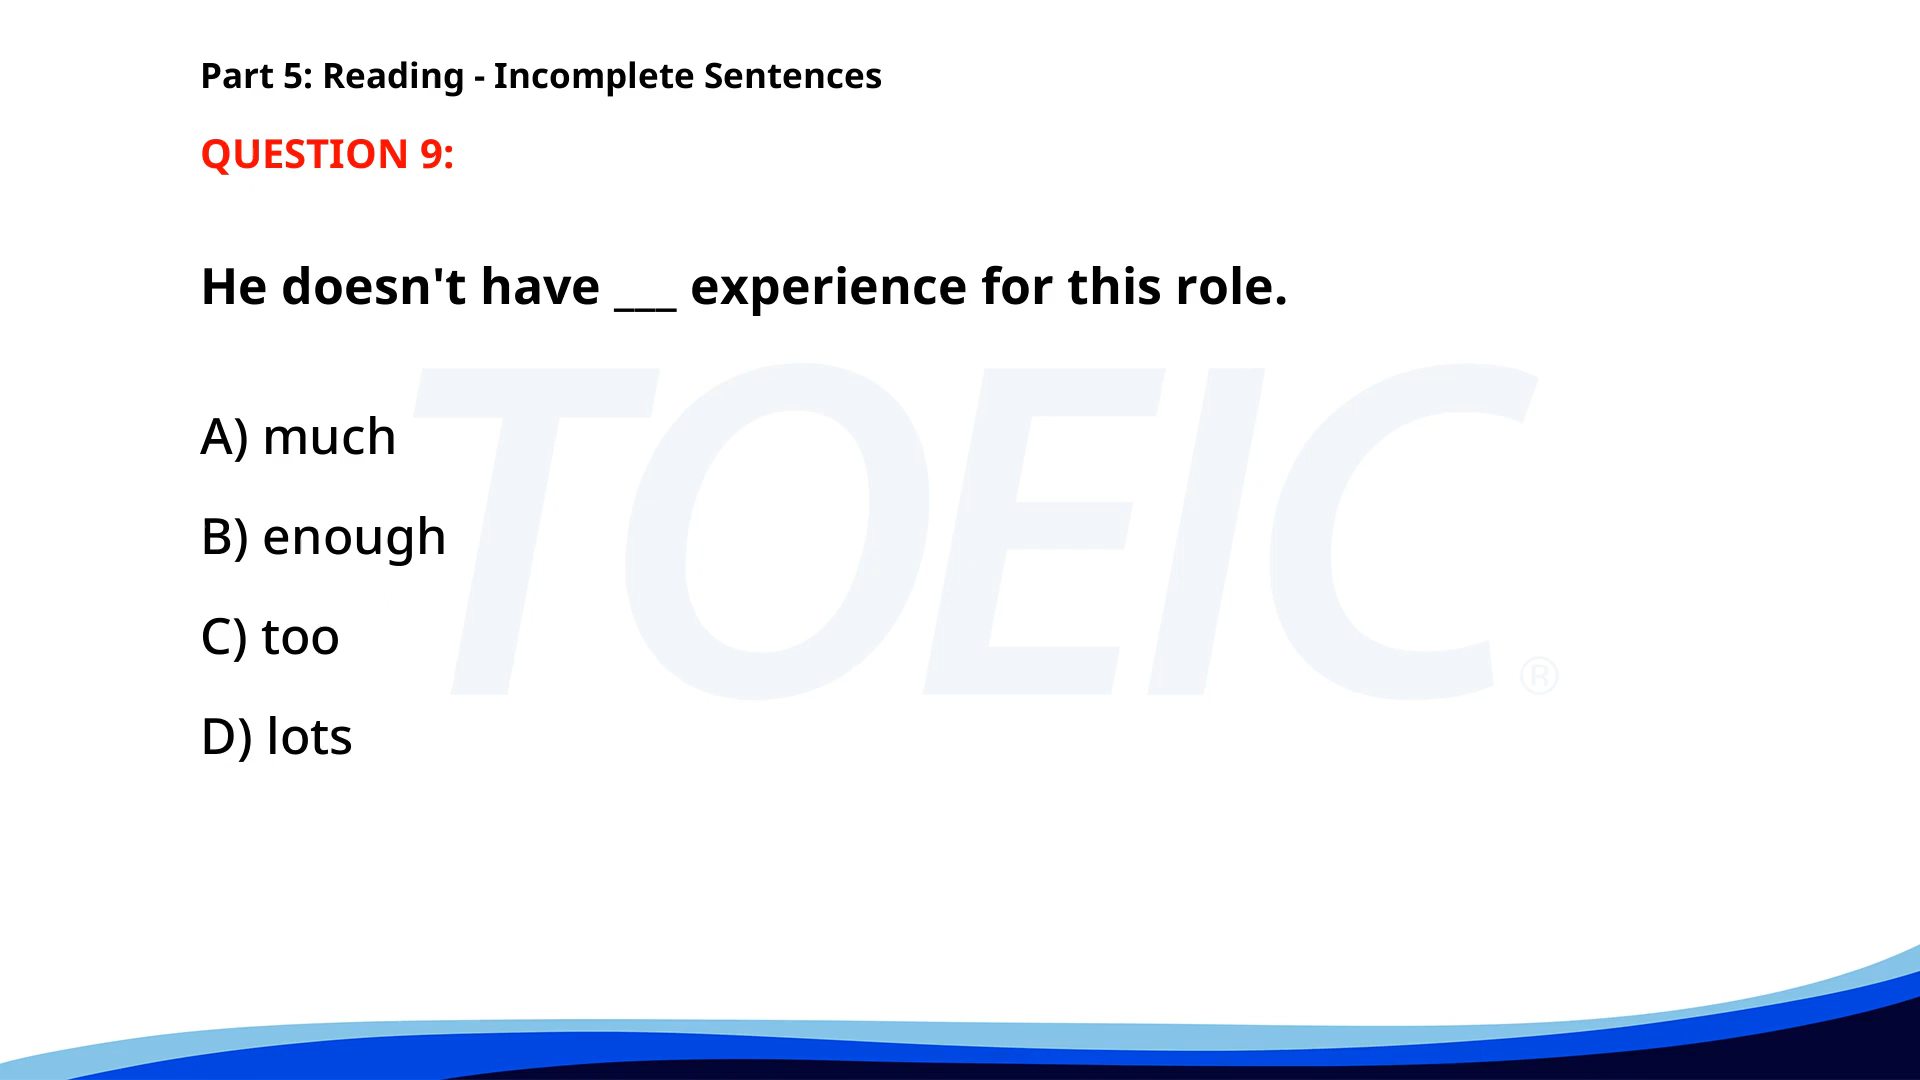 Part 5: Reading - Incomplete Sentences
QUESTION 9:
He doesn't have ___ experience for this role.
A) much
B) enough
C) too
D) lots
TOEIC®